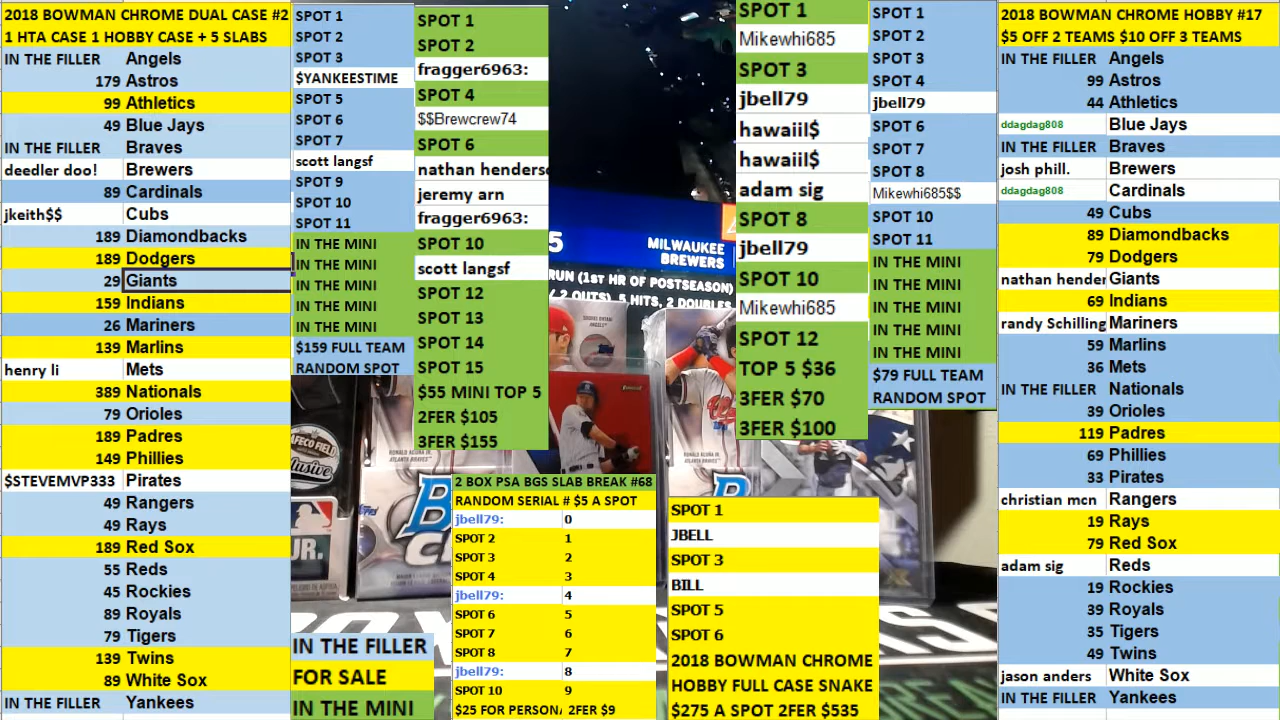 2018 BOWMAN CHROME DUAL CASE #2
1 HTA CASE 1 HOBBY CASE + 5 SLABS
IN THE FILLER Angels
179 Astros
99 Athletics
49 Blue Jays
IN THE FILLER Braves
deedler doo! Brewers
89 Cardinals
jkeith$$ Cubs
189 Diamondbacks
189 Dodgers
29 Giants
159 Indians
26 Mariners
139 Marlins
henry li Mets
389 Nationals
79 Orioles
189 Padres
149 Phillies
$STEVEMVP333 Pirates
49 Rangers
49 Rays
189 Red Sox
55 Reds
45 Rockies
89 Royals
79 Tigers
139 Twins
89 White Sox
IN THE FILLER Yankees
SPOT 1
SPOT 2
SPOT 3
$YANKEESTIME
SPOT 5
SPOT 6
SPOT 7
scott langsf
SPOT 9
SPOT 10
SPOT 11
IN THE MINI
IN THE MINI
IN THE MINI
IN THE MINI
IN THE MINI
$159 FULL TEAM
RANDOM SPOT
SPOT 1
SPOT 2
fragger6963:
SPOT 4
$$Brewcrew74
SPOT 6
nathan henderso
jeremy arn
fragger6963:
SPOT 10
scott langsf
SPOT 12
SPOT 13
SPOT 14
SPOT 15
$55 MINI TOP 5
2FER $105
3FER $155
5
MILWAUKEE
BREWERS
RUN (1ST HR OF POSTSEASON)
/ 2 OUTS), 5 HITS, 2 DOUBLES
SPOT 1
Mikewhi685
SPOT 3
jbell79
hawaiil$
hawaiil$
adam sig
SPOT 8
jbell79
SPOT 10
Mikewhi685
SPOT 12
TOP 5 $36
3FER $70
3FER $100
SPOT 1
SPOT 2
SPOT 3
SPOT 4
jbell79
SPOT 6
SPOT 7
SPOT 8
Mikewhi685$$
SPOT 10
SPOT 11
IN THE MINI
IN THE MINI
IN THE MINI
IN THE MINI
IN THE MINI
$79 FULL TEAM
RANDOM SPOT
2018 BOWMAN CHROME HOBBY #17
$5 OFF 2 TEAMS $10 OFF 3 TEAMS
IN THE FILLER Angels
99 Astros
44 Athletics
ddagdag808 Blue Jays
IN THE FILLER Braves
josh phill. Brewers
ddagdag808 Cardinals
49 Cubs
89 Diamondbacks
79 Dodgers
nathan hender Giants
69 Indians
randy Schilling Mariners
59 Marlins
36 Mets
IN THE FILLER Nationals
39 Orioles
119 Padres
69 Phillies
33 Pirates
christian mcn Rangers
19 Rays
79 Red Sox
adam sig Reds
19 Rockies
39 Royals
35 Tigers
49 Twins
jason anders White Sox
IN THE FILLER Yankees
IN THE FILLER
FOR SALE
IN THE MINI
2 BOX PSA BGS SLAB BREAK #68
RANDOM SERIAL # $5 A SPOT
jbell79: 0
SPOT 2 1
SPOT 3 2
SPOT 4 3
jbell79: 4
SPOT 6 5
SPOT 7 6
SPOT 8 7
jbell79: 8
SPOT 10 9
$25 FOR PERSONA 2FER $9
SPOT 1
JBELL
SPOT 3
BILL
SPOT 5
SPOT 6
2018 BOWMAN CHROME
HOBBY FULL CASE SNAKE
$275 A SPOT 2FER $535